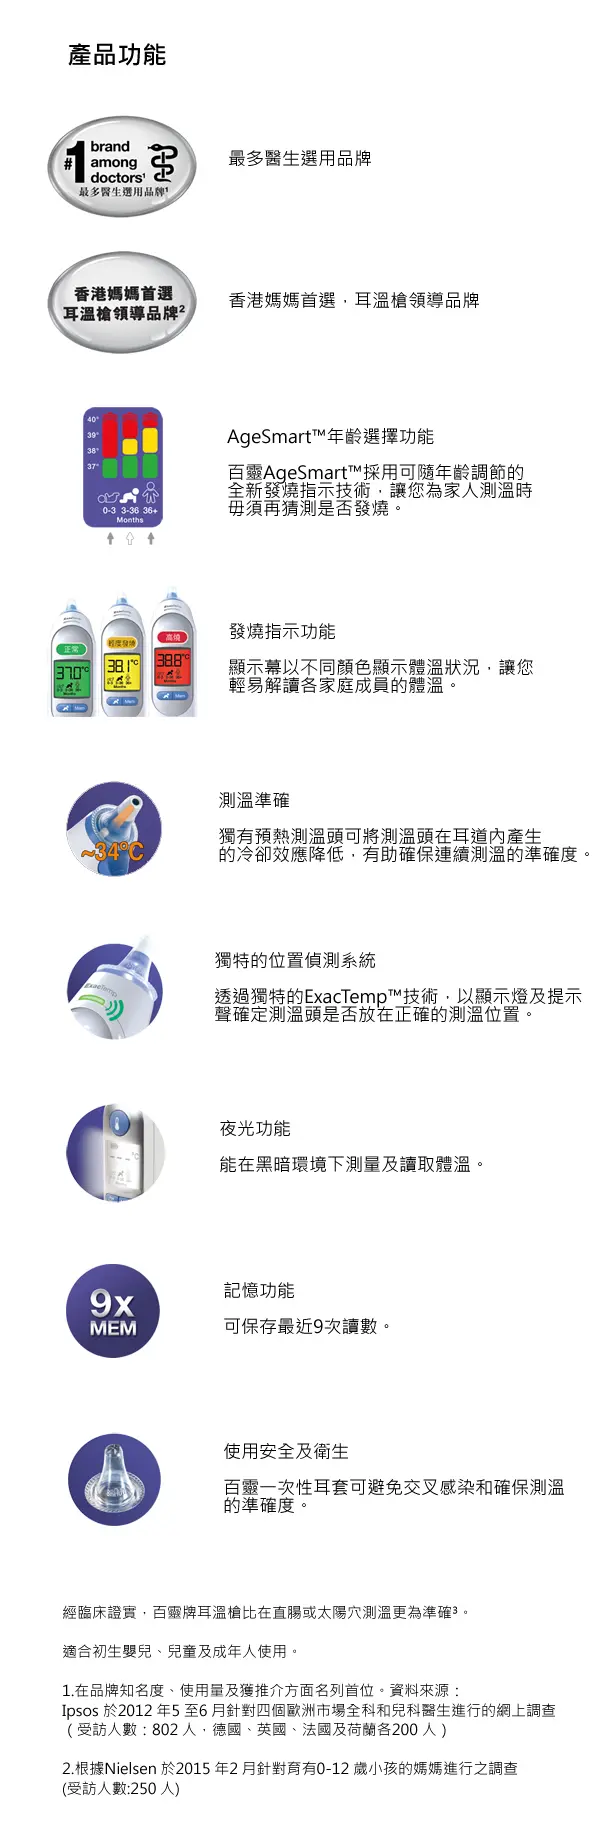 產品功能
#1 brand
among
doctors¹
最多醫生選用品牌¹
最多醫生選用品牌
香港媽媽首選
耳溫槍領導品牌²
香港媽媽首選，耳溫槍領導品牌
40°
39°
38°
37°
0-3 3-36 36+
Months
AgeSmart™年齡選擇功能
百靈AgeSmart™採用可隨年齡調節的
全新發燒指示技術，讓您為家人測溫時
毋須再猜測是否發燒。
正常
輕度發燒
高燒
37.0°C
38.1°C
38.8°C
Mem
Mem
Mem
發燒指示功能
顯示幕以不同顏色顯示體溫狀況，讓您
輕易解讀各家庭成員的體溫。
~34°C
測溫準確
獨有預熱測溫頭可將測溫頭在耳道內產生
的冷卻效應降低，有助確保連續測溫的準確度。
ExacTemp
獨特的位置偵測系統
透過獨特的ExacTemp™技術，以顯示燈及提示
聲確定測溫頭是否放在正確的測溫位置。
夜光功能
能在黑暗環境下測量及讀取體溫。
9x
MEM
記憶功能
可保存最近9次讀數。
使用安全及衛生
百靈一次性耳套可避免交叉感染和確保測溫
的準確度。
經臨床證實，百靈牌耳溫槍比在直腸或太陽穴測溫更為準確³。
適合初生嬰兒、兒童及成年人使用。
1.在品牌知名度、使用量及獲推介方面名列首位。資料來源：
Ipsos 於2012 年5 至6 月針對四個歐洲市場全科和兒科醫生進行的網上調查
（受訪人數：802 人，德國、英國、法國及荷蘭各200 人）
2.根據Nielsen 於2015 年2 月針對育有0-12 歲小孩的媽媽進行之調查
(受訪人數:250 人)